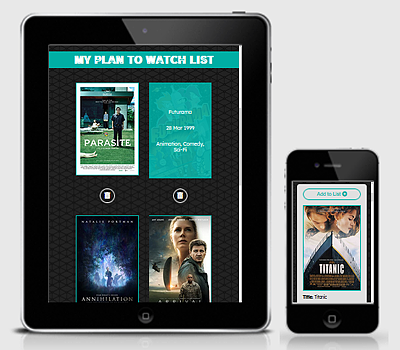 MY PLAN TO WATCH LIST
PARASITE
Futurama
28 Mar 1999
Animation, Comedy,
Sci-Fi
NATALIE PORTMAN
ANNIHILATION
ARRIVAL
Add to List
TITANIC
Title: Titanic